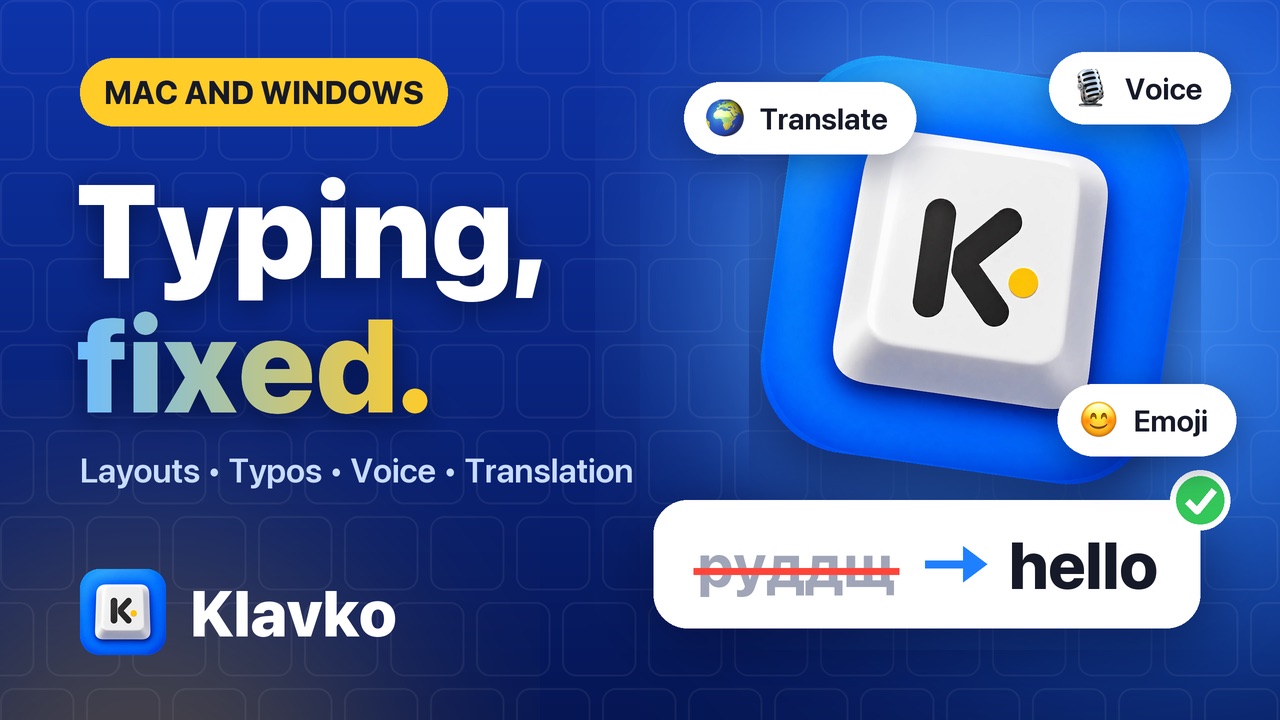 MAC AND WINDOWS
Typing,
fixed.
Layouts • Typos • Voice • Translation
K.
Klavko
Translate
Voice
K.
Emoji
руддщ → hello